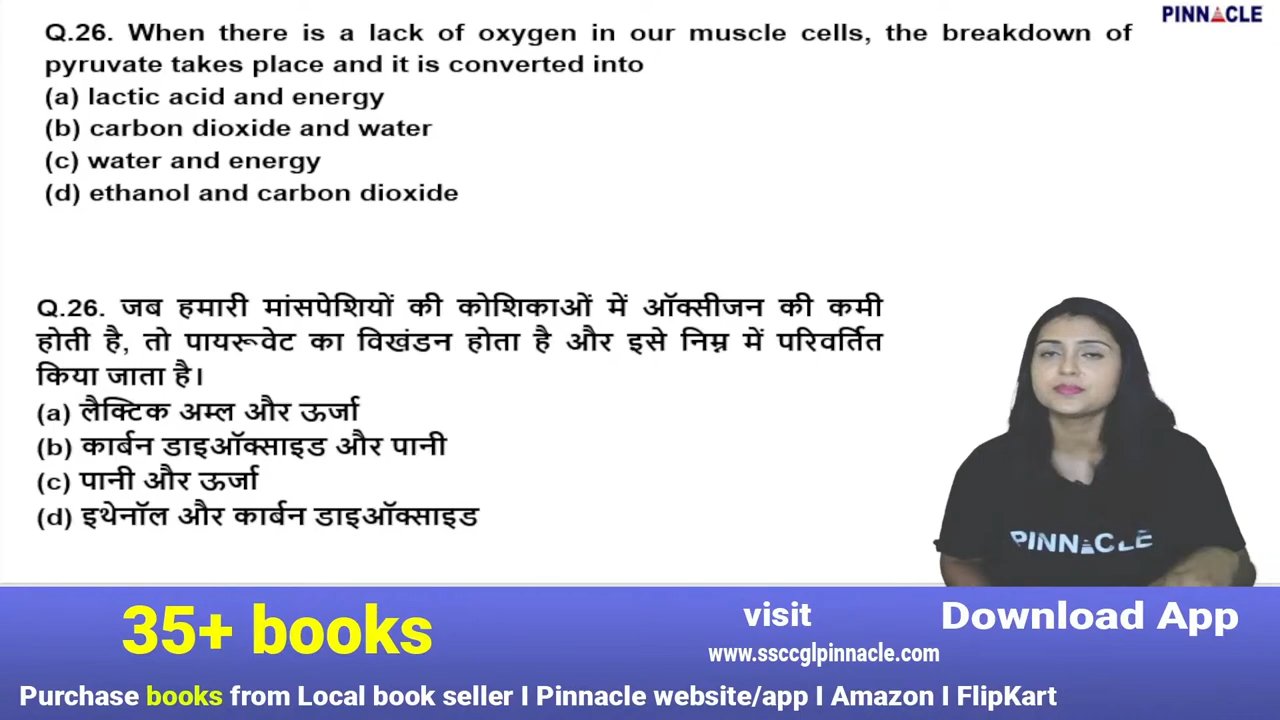 PINNACLE
Q.26. When there is a lack of oxygen in our muscle cells, the breakdown of
pyruvate takes place and it is converted into
(a) lactic acid and energy
(b) carbon dioxide and water
(c) water and energy
(d) ethanol and carbon dioxide
Q.26. जब हमारी मांसपेशियों की कोशिकाओं में ऑक्सीजन की कमी
होती है, तो पायरूवेट का विखंडन होता है और इसे निम्न में परिवर्तित
किया जाता है।
(a) लैक्टिक अम्ल और ऊर्जा
(b) कार्बन डाइऑक्साइड और पानी
(c) पानी और ऊर्जा
(d) इथेनॉल और कार्बन डाइऑक्साइड
PINNACLE
35+ books
visit
www.ssccglpinnacle.com
Download App
Purchase books from Local book seller I Pinnacle website/app I Amazon I FlipKart